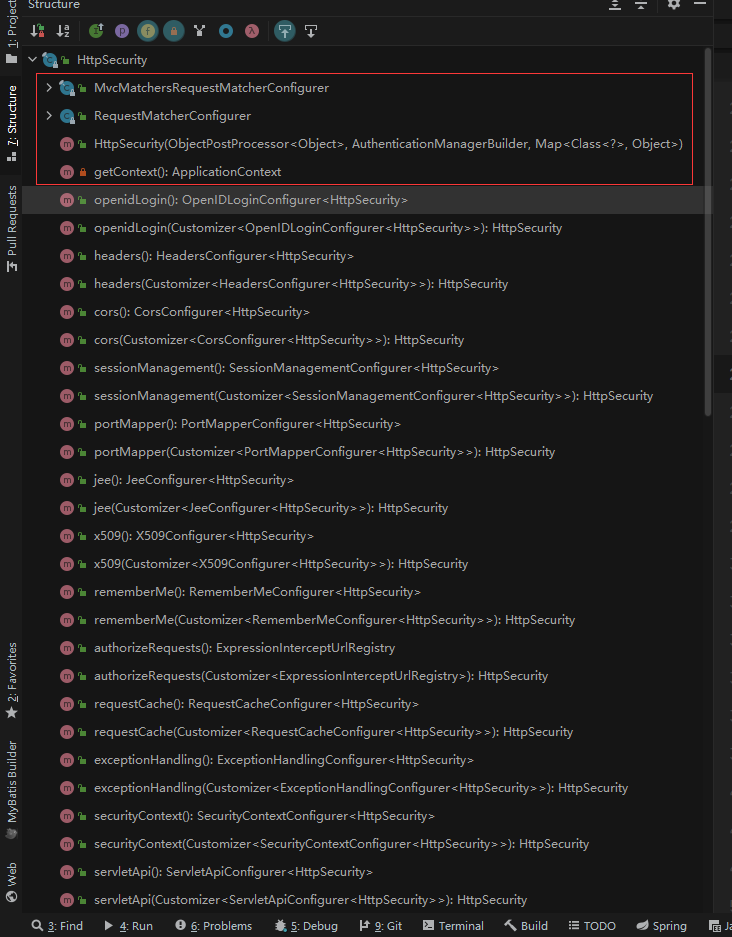 Structure
1: Project
7: Structure
Pull Requests
2: Favorites
MyBatis Builder
Web
HttpSecurity
MvcMatchersRequestMatcherConfigurer
RequestMatcherConfigurer
HttpSecurity(ObjectPostProcessor<Object>, AuthenticationManagerBuilder, Map<Class<?>, Object>)
getContext(): ApplicationContext
openidLogin(): OpenIDLoginConfigurer<HttpSecurity>
openidLogin(Customizer<OpenIDLoginConfigurer<HttpSecurity>>): HttpSecurity
headers(): HeadersConfigurer<HttpSecurity>
headers(Customizer<HeadersConfigurer<HttpSecurity>>): HttpSecurity
cors(): CorsConfigurer<HttpSecurity>
cors(Customizer<CorsConfigurer<HttpSecurity>>): HttpSecurity
sessionManagement(): SessionManagementConfigurer<HttpSecurity>
sessionManagement(Customizer<SessionManagementConfigurer<HttpSecurity>>): HttpSecurity
portMapper(): PortMapperConfigurer<HttpSecurity>
portMapper(Customizer<PortMapperConfigurer<HttpSecurity>>): HttpSecurity
jee(): JeeConfigurer<HttpSecurity>
jee(Customizer<JeeConfigurer<HttpSecurity>>): HttpSecurity
x509(): X509Configurer<HttpSecurity>
x509(Customizer<X509Configurer<HttpSecurity>>): HttpSecurity
rememberMe(): RememberMeConfigurer<HttpSecurity>
rememberMe(Customizer<RememberMeConfigurer<HttpSecurity>>): HttpSecurity
authorizeRequests(): ExpressionInterceptUrlRegistry
authorizeRequests(Customizer<ExpressionInterceptUrlRegistry>): HttpSecurity
requestCache(): RequestCacheConfigurer<HttpSecurity>
requestCache(Customizer<RequestCacheConfigurer<HttpSecurity>>): HttpSecurity
exceptionHandling(): ExceptionHandlingConfigurer<HttpSecurity>
exceptionHandling(Customizer<ExceptionHandlingConfigurer<HttpSecurity>>): HttpSecurity
securityContext(): SecurityContextConfigurer<HttpSecurity>
securityContext(Customizer<SecurityContextConfigurer<HttpSecurity>>): HttpSecurity
servletApi(): ServletApiConfigurer<HttpSecurity>
servletApi(Customizer<ServletApiConfigurer<HttpSecurity>>): HttpSecurity
3: Find 4: Run 6: Problems 5: Debug 9: Git Terminal Build TODO Spring